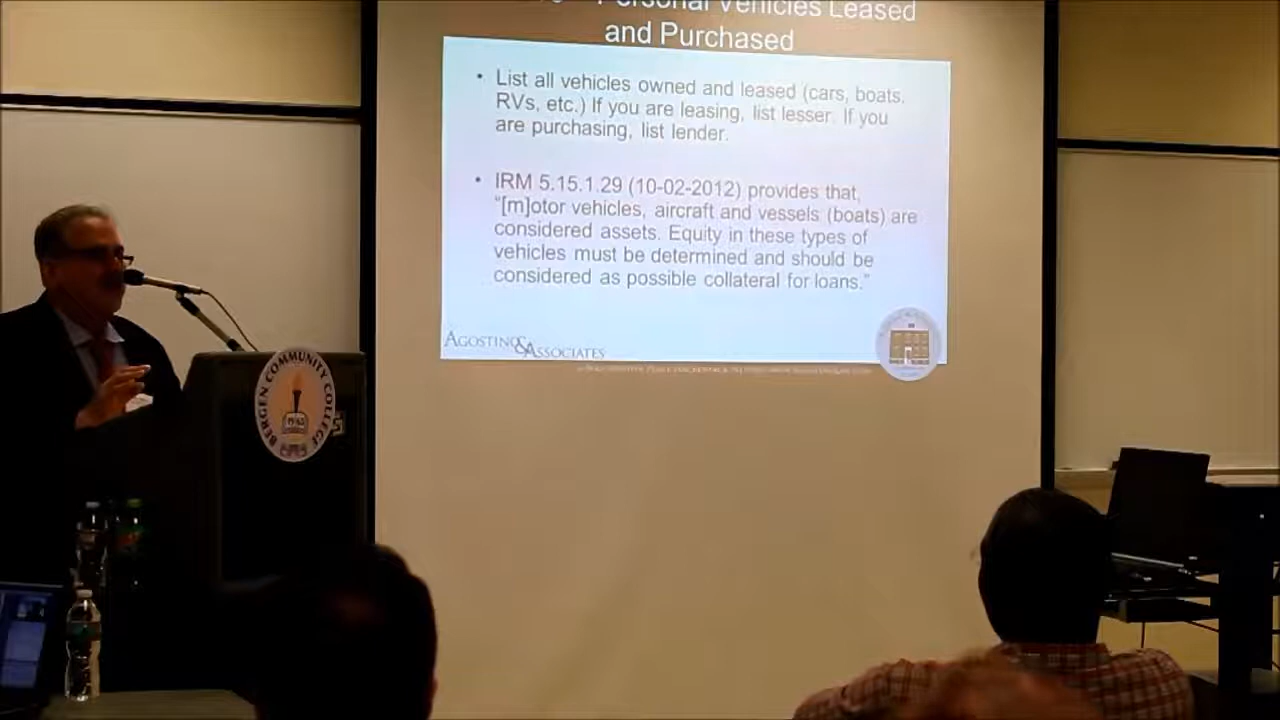 Personal Vehicles Leased
and Purchased
• List all vehicles owned and leased (cars, boats,
RVs, etc.) If you are leasing, list lesser. If you
are purchasing, list lender.
• IRM 5.15.1.29 (10-02-2012) provides that,
"[m]otor vehicles, aircraft and vessels (boats) are
considered assets. Equity in these types of
vehicles must be determined and should be
considered as possible collateral for loans."
AGOSTINO & ASSOCIATES
BERGEN COMMUNITY COLLEGE